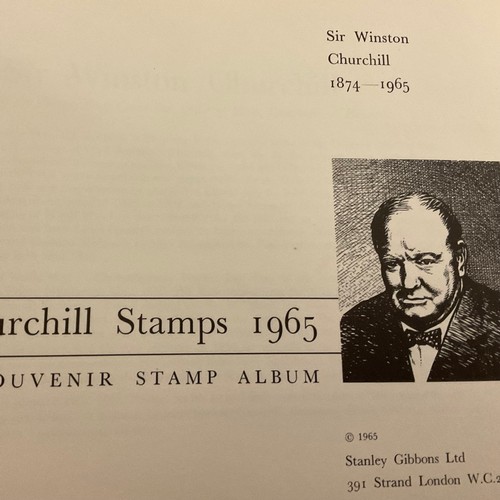 Sir Winston
Churchill
1874—1965
urchill Stamps 1965
OUVENIR STAMP ALBUM
© 1965
Stanley Gibbons Ltd
391 Strand London W.C.2